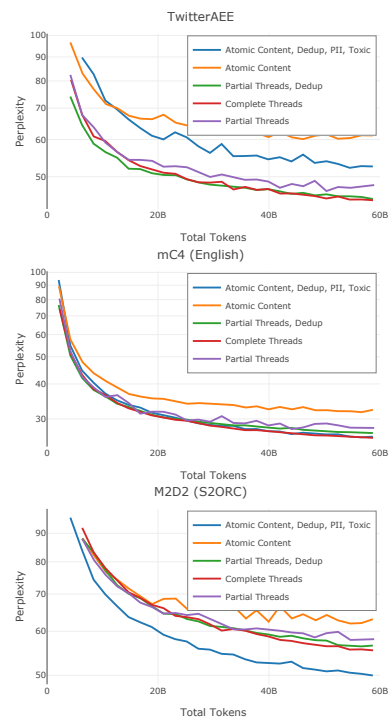 TwitterAEE
100
90
80
70
60
50
Perplexity
Atomic Content, Dedup, PII, Toxic
Atomic Content
Partial Threads, Dedup
Complete Threads
Partial Threads
0
20B
40B
60B
Total Tokens
mC4 (English)
100
90
80
70
60
50
40
30
Perplexity
Atomic Content, Dedup, PII, Toxic
Atomic Content
Partial Threads, Dedup
Complete Threads
Partial Threads
0
20B
40B
60B
Total Tokens
M2D2 (S2ORC)
90
80
70
60
50
Perplexity
Atomic Content, Dedup, PII, Toxic
Atomic Content
Partial Threads, Dedup
Complete Threads
Partial Threads
0
20B
40B
60B
Total Tokens